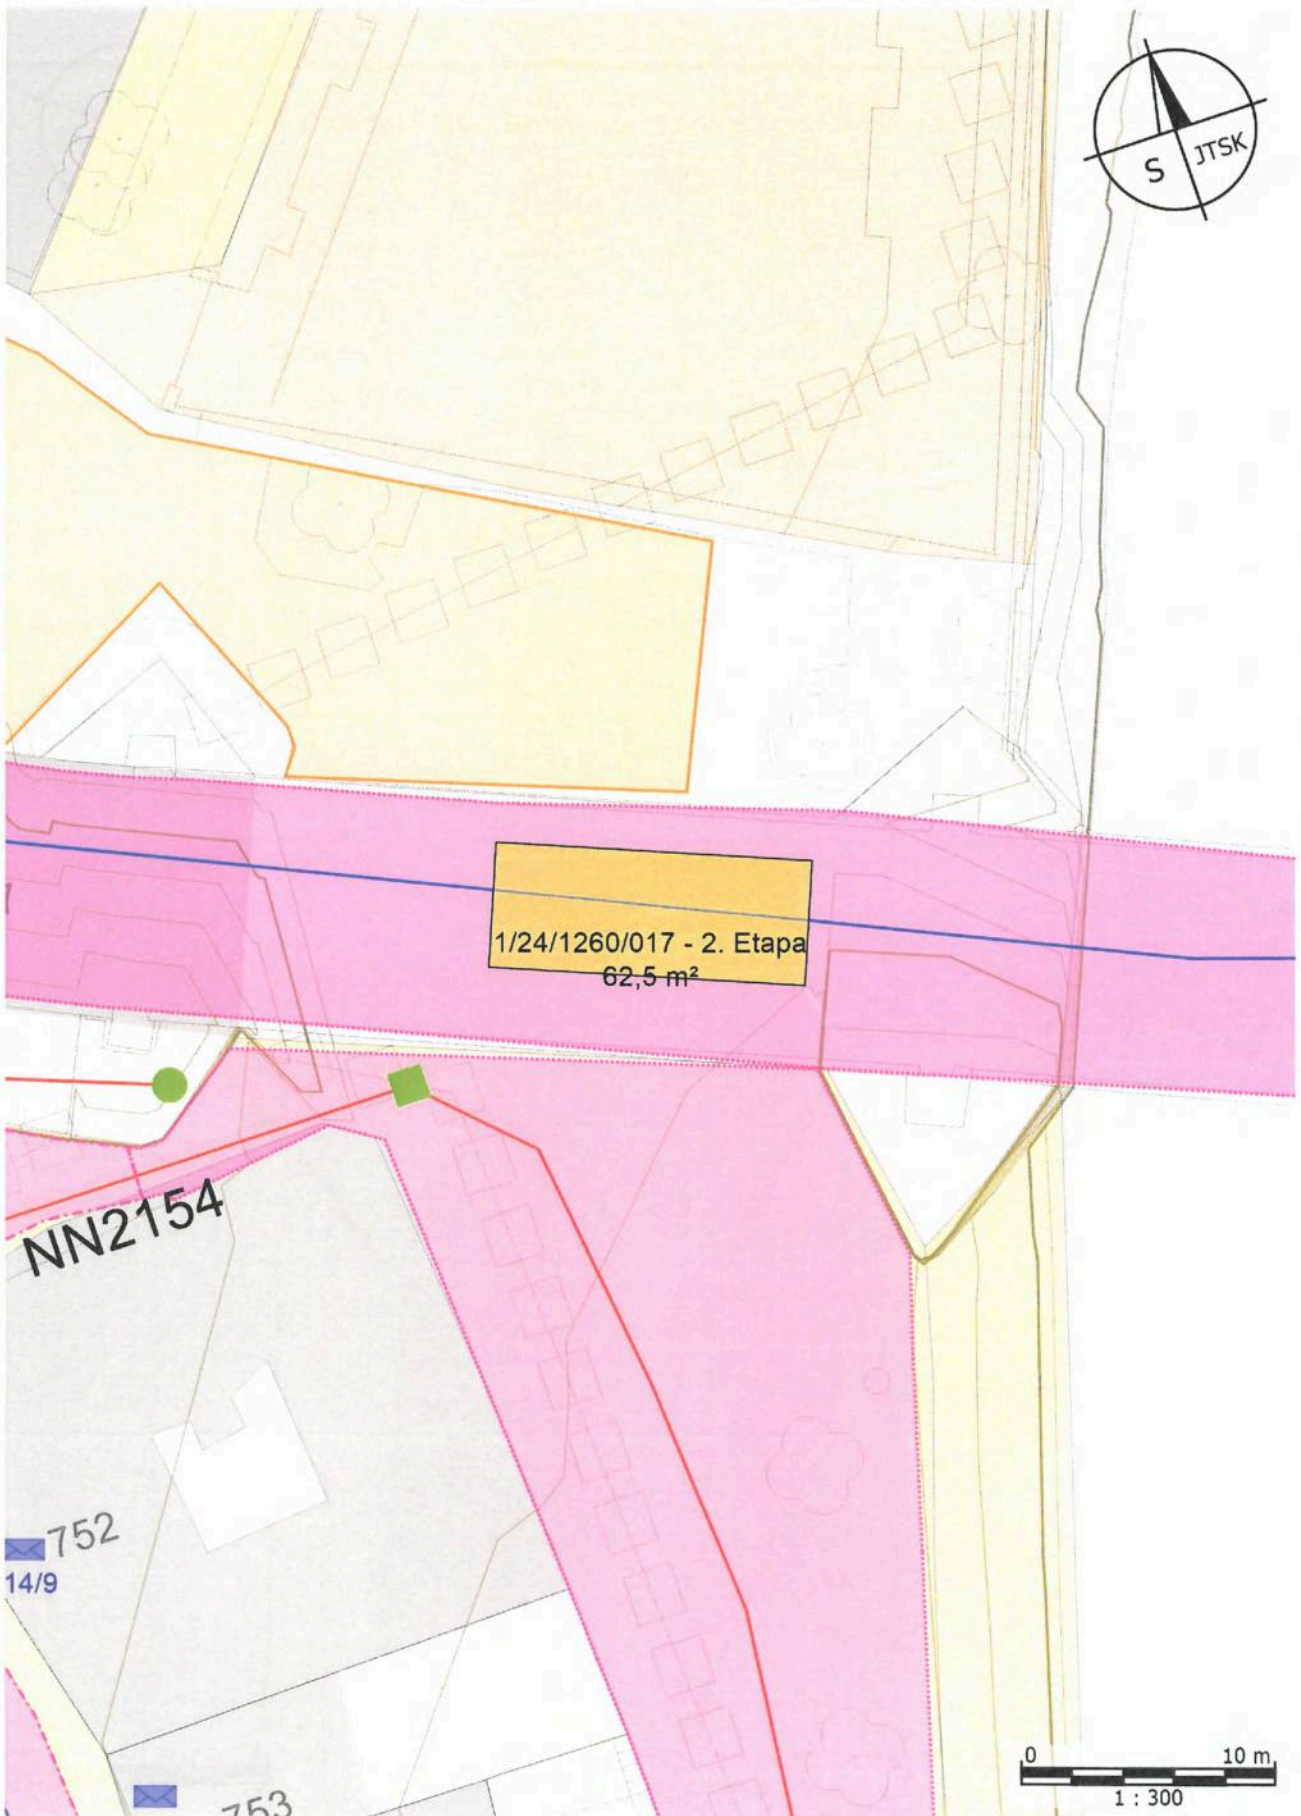 S JTSK
1/24/1260/017 - 2. Etapa
62,5 m²
NN2154
752
14/9
753
0 10 m
1 : 300